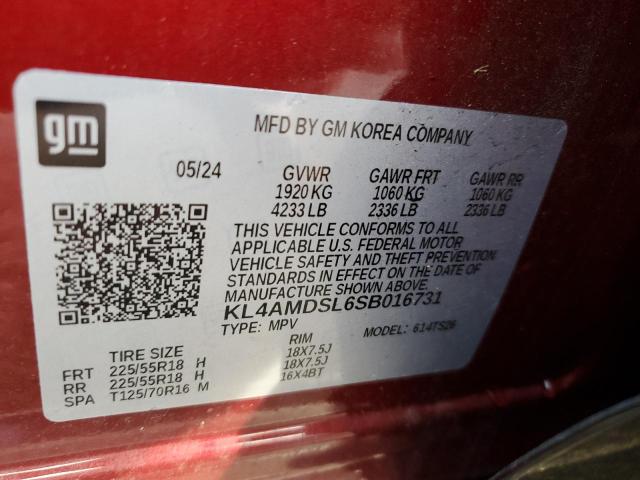 gm
MFD BY GM KOREA COMPANY
05/24 GVWR GAWR FRT GAWR RR
1920 KG 1060 KG 1060 KG
4233 LB 2336 LB 2336 LB
THIS VEHICLE CONFORMS TO ALL
APPLICABLE U.S. FEDERAL MOTOR
VEHICLE SAFETY AND THEFT PREVENTION
STANDARDS IN EFFECT ON THE DATE OF
MANUFACTURE SHOWN ABOVE.
KL4AMDSL6SB016731
TYPE: MPV MODEL: 614TS26
TIRE SIZE RIM
FRT 225/55R18 H 18X7.5J
RR 225/55R18 H 18X7.5J
SPA T125/70R16 M 16X4BT